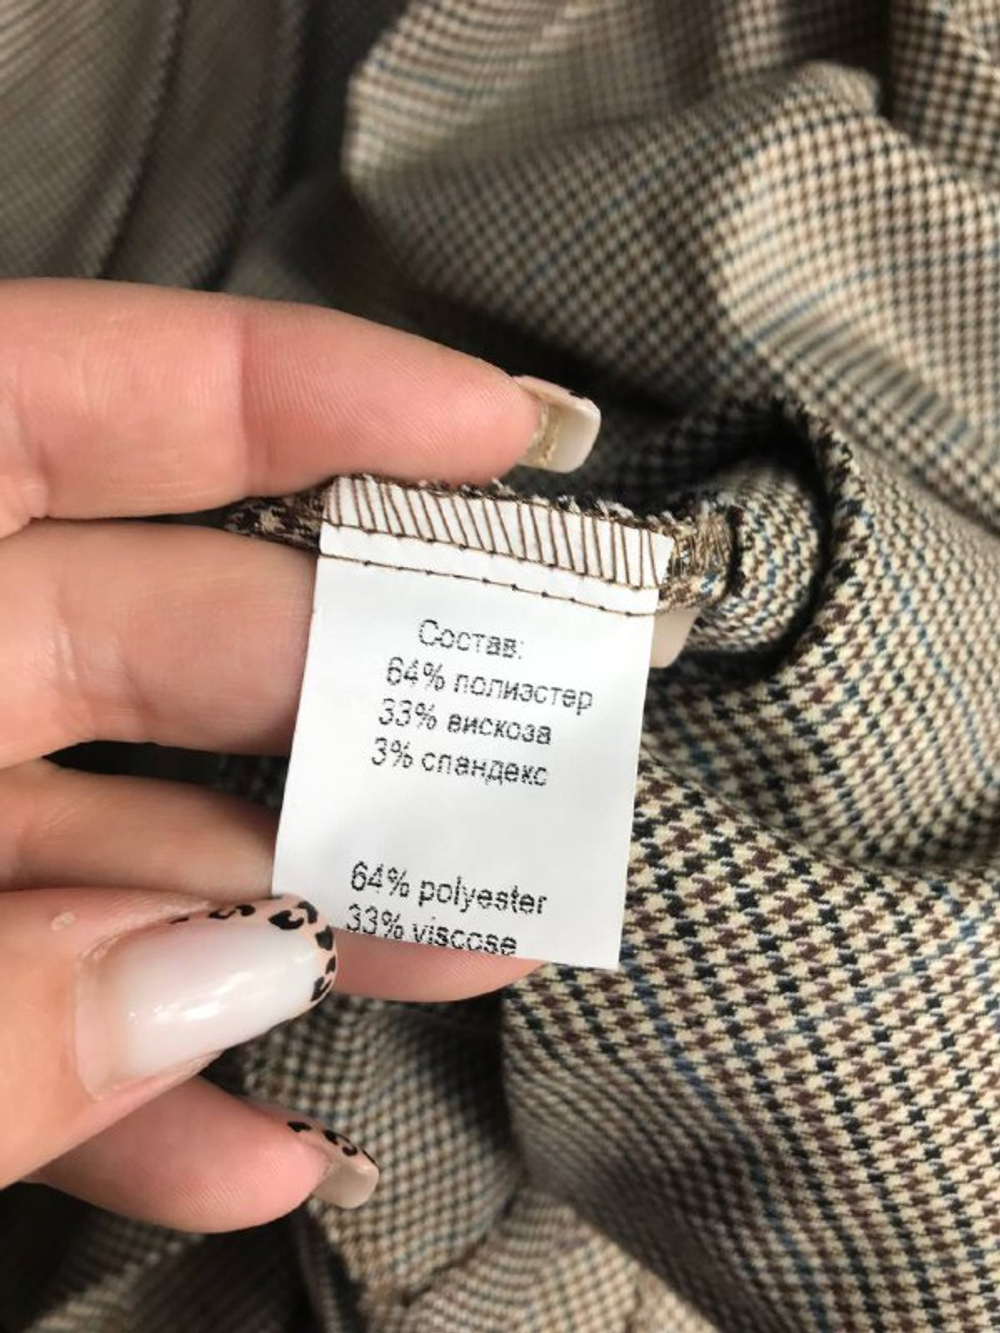 Состав:
64% полиэстер
33% вискоза
3% спандекс
64% polyester
33% viscose